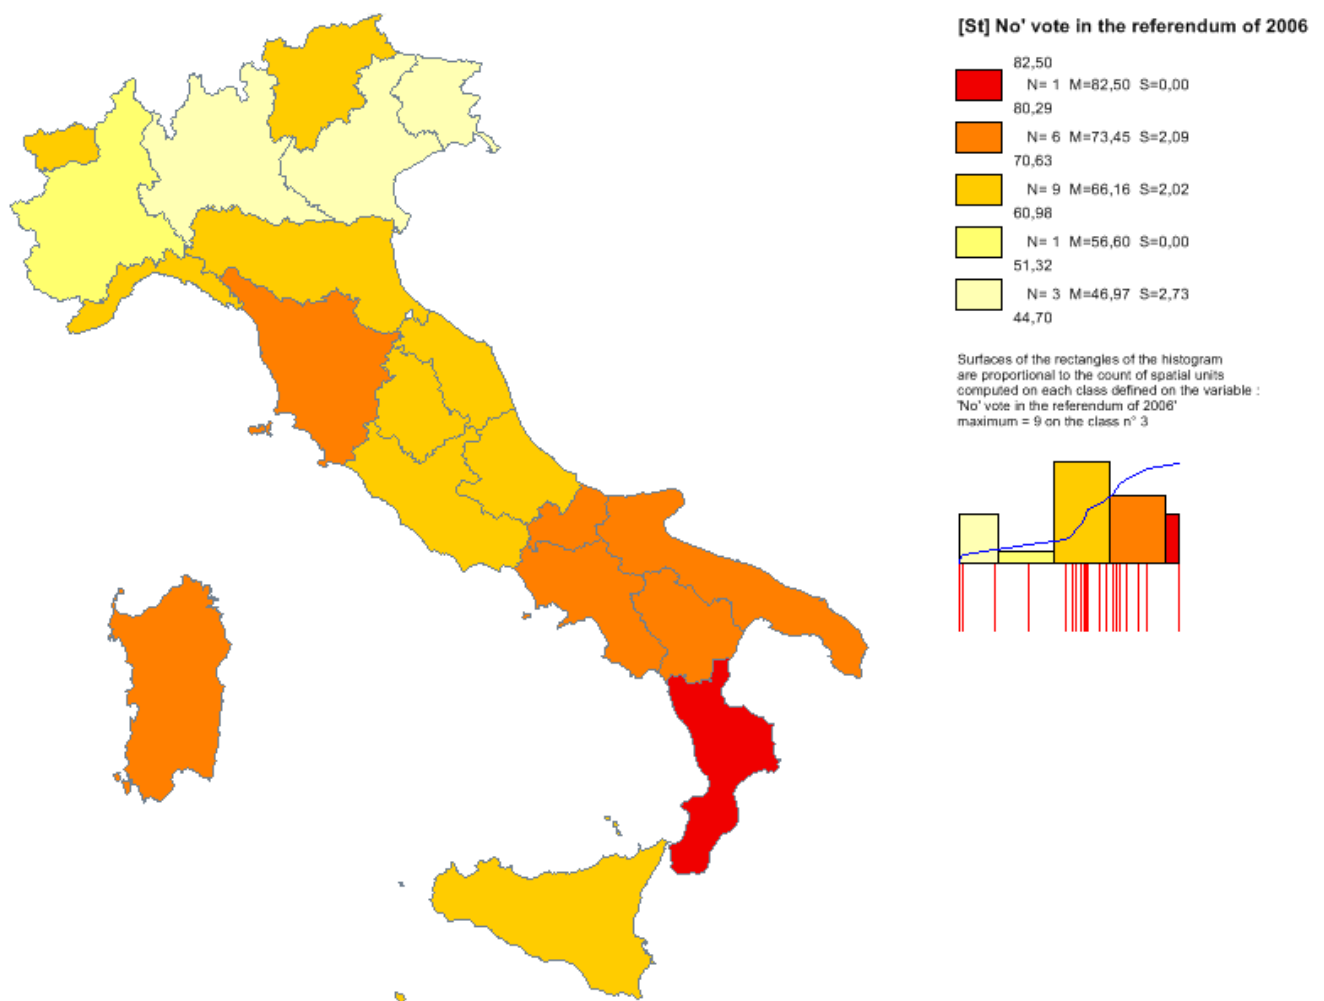 [St] No' vote in the referendum of 2006
82,50
N= 1 M=82,50 S=0,00
80,29
N= 6 M=73,45 S=2,09
70,63
N= 9 M=66,16 S=2,02
60,98
N= 1 M=56,60 S=0,00
51,32
N= 3 M=46,97 S=2,73
44,70
Surfaces of the rectangles of the histogram
are proportional to the count of spatial units
computed on each class defined on the variable :
'No' vote in the referendum of 2006'
maximum = 9 on the class n° 3